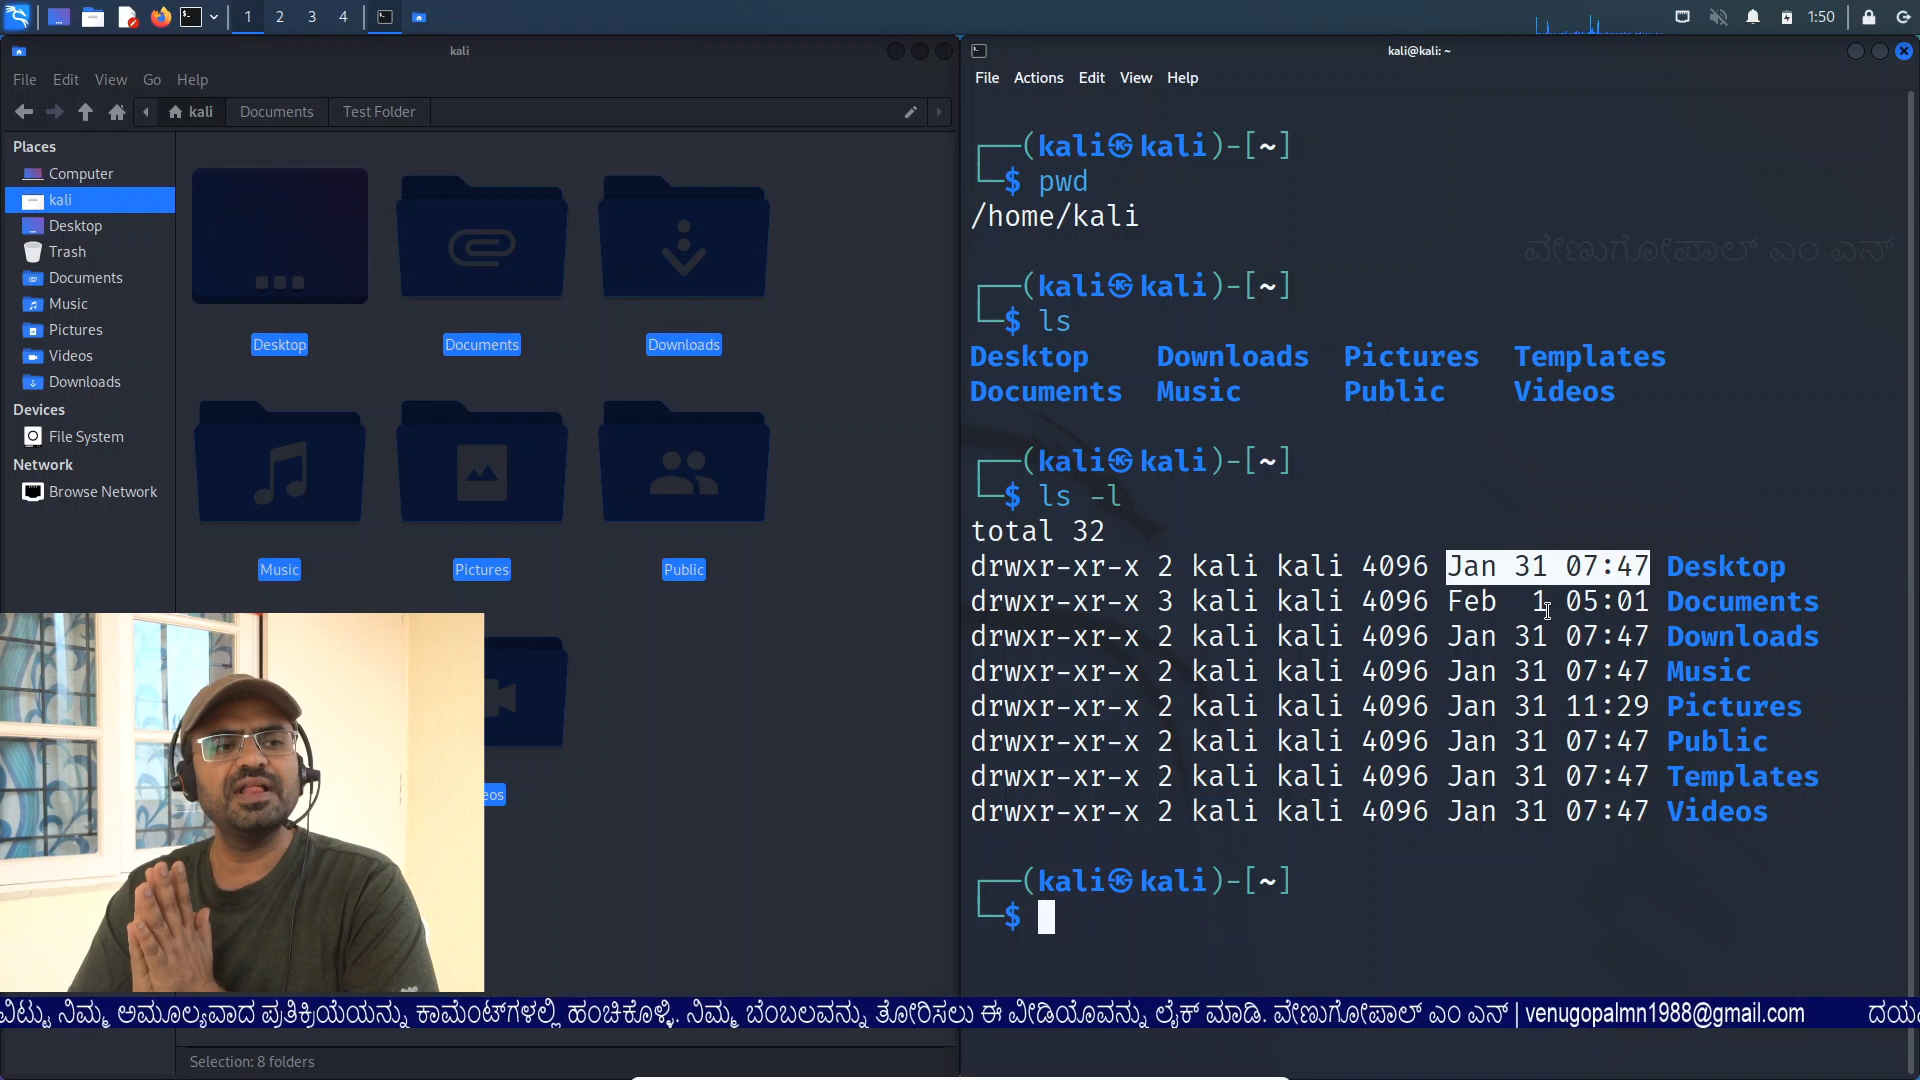 1 2 3 4
1:50
kali
File Edit View Go Help
kali Documents Test Folder
Places
Computer
kali
Desktop
Trash
Documents
Music
Pictures
Videos
Downloads
Devices
File System
Network
Browse Network
Desktop Documents Downloads
Music Pictures Public
eos
Selection: 8 folders
kali@kali: ~
File Actions Edit View Help
┌──(kali㉿kali)-[~]
└─$ pwd
/home/kali
ವೇಣುಗೋಪಾಲ್ ಎಂ ಎನ್
┌──(kali㉿kali)-[~]
└─$ ls
Desktop Downloads Pictures Templates
Documents Music Public Videos
┌──(kali㉿kali)-[~]
└─$ ls -l
total 32
drwxr-xr-x 2 kali kali 4096 Jan 31 07:47 Desktop
drwxr-xr-x 3 kali kali 4096 Feb  1 05:01 Documents
drwxr-xr-x 2 kali kali 4096 Jan 31 07:47 Downloads
drwxr-xr-x 2 kali kali 4096 Jan 31 07:47 Music
drwxr-xr-x 2 kali kali 4096 Jan 31 11:29 Pictures
drwxr-xr-x 2 kali kali 4096 Jan 31 07:47 Public
drwxr-xr-x 2 kali kali 4096 Jan 31 07:47 Templates
drwxr-xr-x 2 kali kali 4096 Jan 31 07:47 Videos
┌──(kali㉿kali)-[~]
└─$
ವಿಟ್ಟು ನಿಮ್ಮ ಅಮೂಲ್ಯವಾದ ಪ್ರತಿಕ್ರಿಯೆಯನ್ನು ಕಾಮೆಂಟ್‌ಗಳಲ್ಲಿ ಹಂಚಿಕೊಳ್ಳಿ. ನಿಮ್ಮ ಬೆಂಬಲವನ್ನು ತೋರಿಸಲು ಈ ವೀಡಿಯೊವನ್ನು ಲೈಕ್ ಮಾಡಿ. ವೇಣುಗೋಪಾಲ್ ಎಂ ಎನ್ | venugopalmn1988@gmail.com